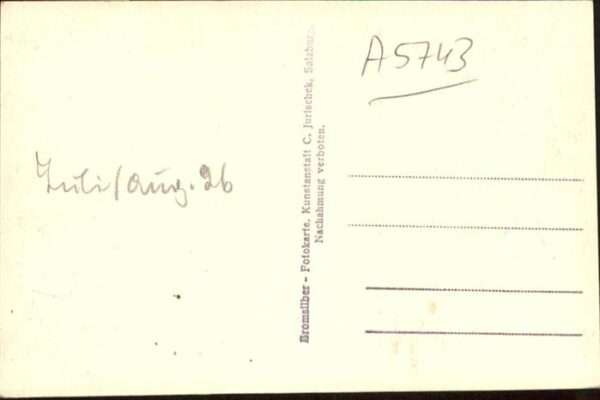 Juli/Aug. 26
Bromsilber - Fotokarte. Kunstanstalt C. Jurischek, Salzburg.
Nachahmung verboten.
A5743